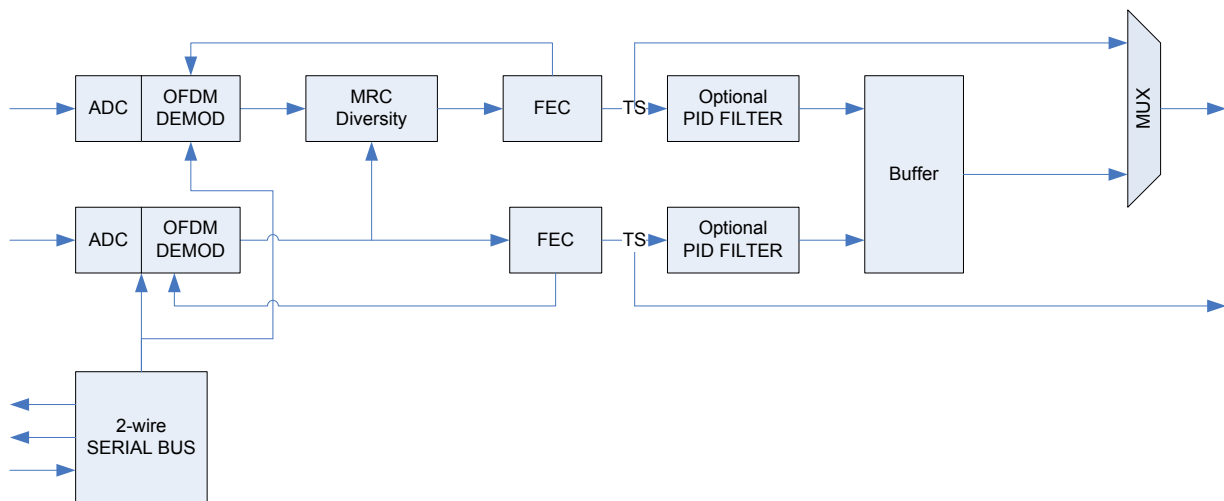 ADC
OFDM
DEMOD
MRC
Diversity
FEC
TS
Optional
PID FILTER
Buffer
MUX
ADC
OFDM
DEMOD
FEC
TS
Optional
PID FILTER
2-wire
SERIAL BUS